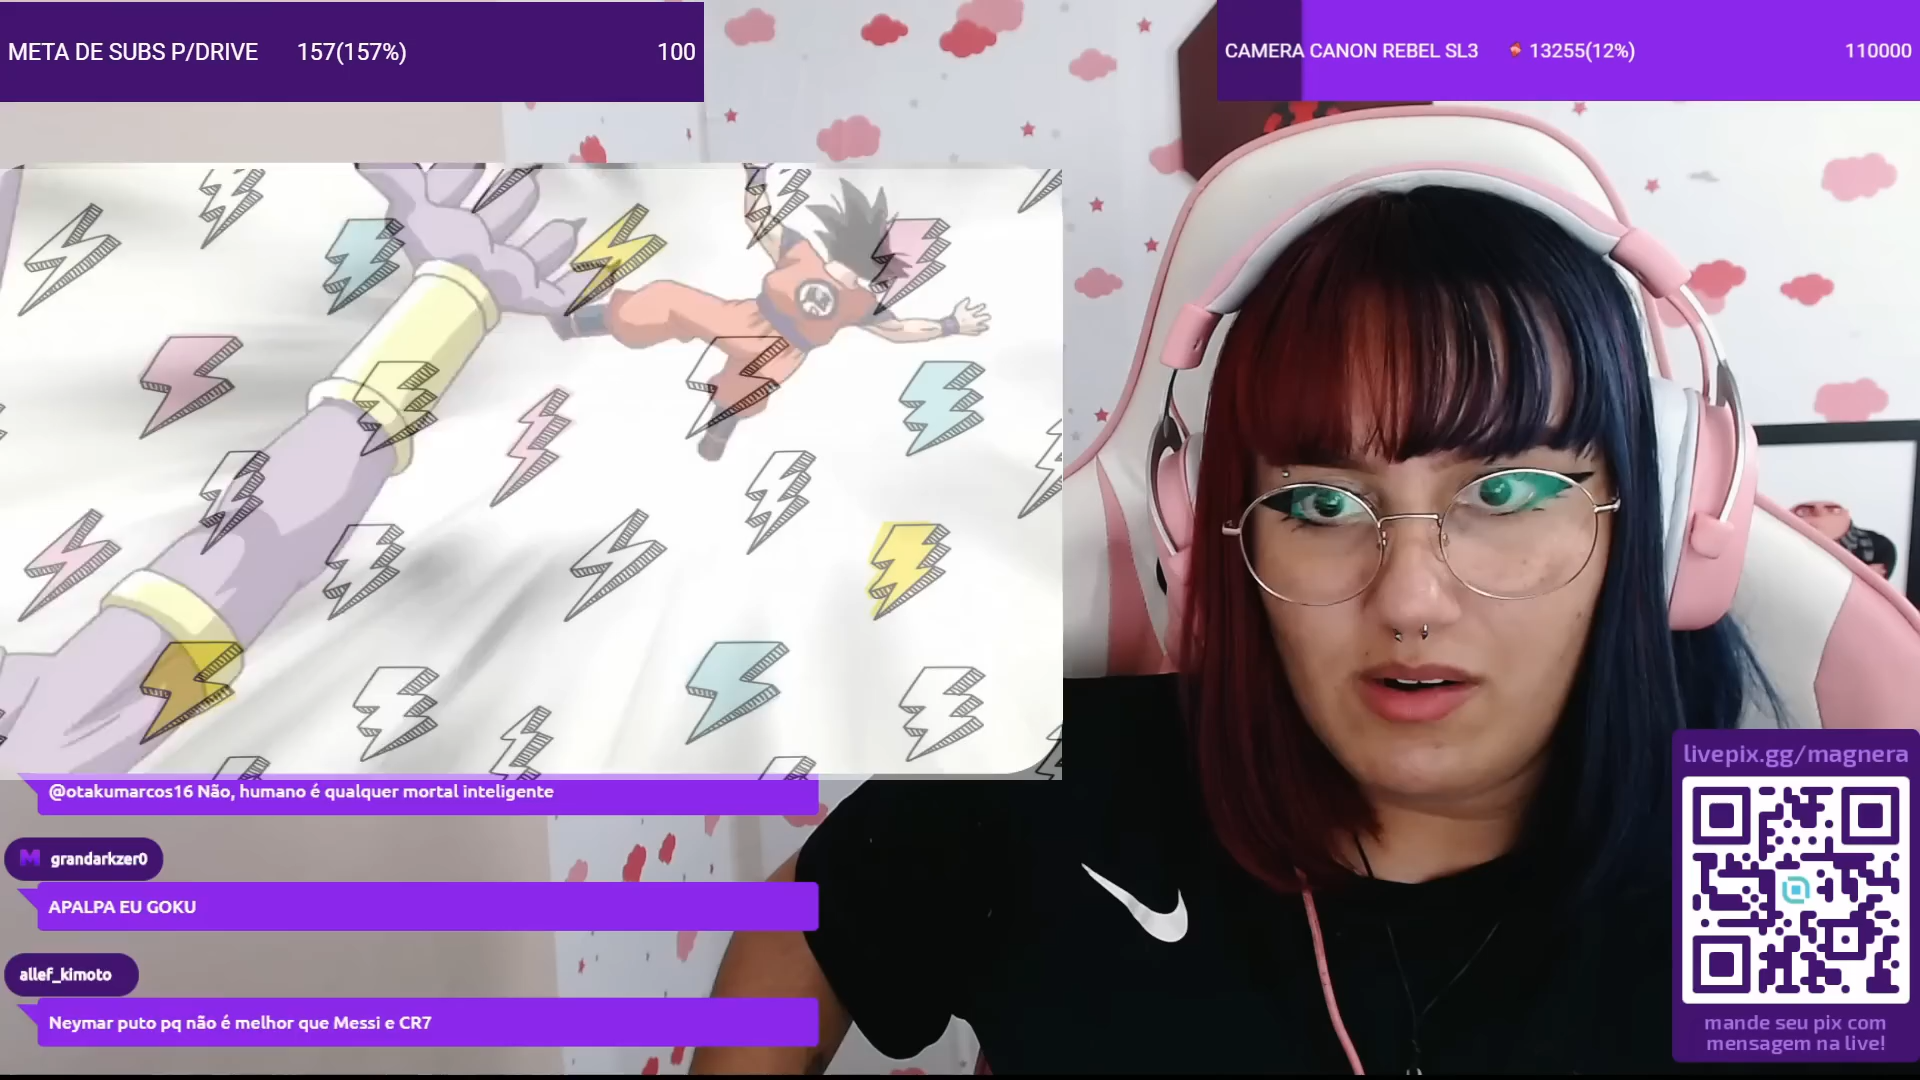 META DE SUBS P/DRIVE 157(157%) 100
CAMERA CANON REBEL SL3 13255(12%) 110000
@otakumarcos16 Não, humano é qualquer mortal inteligente
M grandarkzer0
APALPA EU GOKU
allef_kimoto
Neymar puto pq não é melhor que Messi e CR7
livepix.gg/magnera
mande seu pix com
mensagem na live!